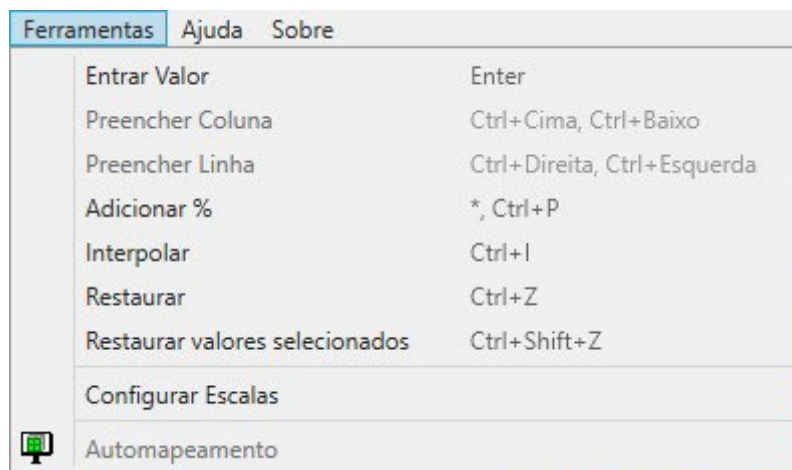 Ferramentas Ajuda Sobre
Entrar Valor Enter
Preencher Coluna Ctrl+Cima, Ctrl+Baixo
Preencher Linha Ctrl+Direita, Ctrl+Esquerda
Adicionar % *, Ctrl+P
Interpolar Ctrl+I
Restaurar Ctrl+Z
Restaurar valores selecionados Ctrl+Shift+Z
Configurar Escalas
Automapeamento